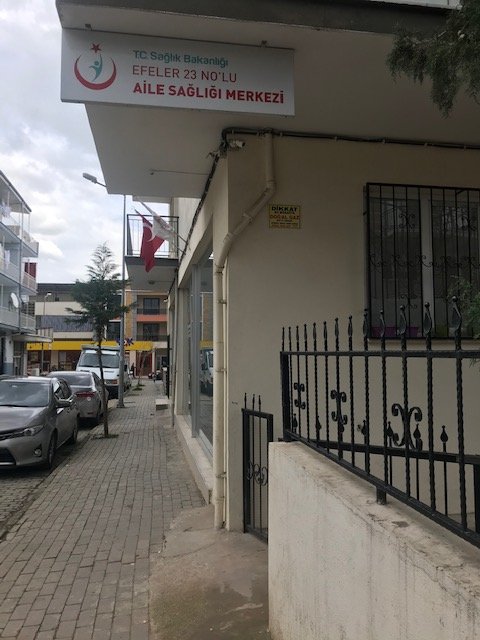 T.C. Sağlık Bakanlığı
EFELER 23 NO'LU
AİLE SAĞLIĞI MERKEZİ
DİKKAT
DOĞAL GAZ